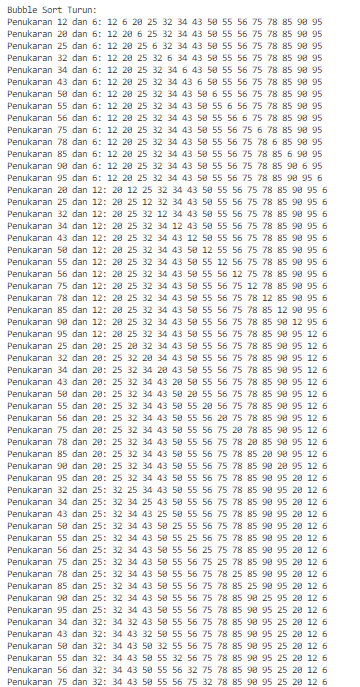 Bubble Sort Turun:
Penukaran 12 dan 6: 12 6 20 25 32 34 43 50 55 56 75 78 85 90 95
Penukaran 20 dan 6: 12 20 6 25 32 34 43 50 55 56 75 78 85 90 95
Penukaran 25 dan 6: 12 20 25 6 32 34 43 50 55 56 75 78 85 90 95
Penukaran 32 dan 6: 12 20 25 32 6 34 43 50 55 56 75 78 85 90 95
Penukaran 34 dan 6: 12 20 25 32 34 6 43 50 55 56 75 78 85 90 95
Penukaran 43 dan 6: 12 20 25 32 34 43 6 50 55 56 75 78 85 90 95
Penukaran 50 dan 6: 12 20 25 32 34 43 50 6 55 56 75 78 85 90 95
Penukaran 55 dan 6: 12 20 25 32 34 43 50 55 6 56 75 78 85 90 95
Penukaran 56 dan 6: 12 20 25 32 34 43 50 55 56 6 75 78 85 90 95
Penukaran 75 dan 6: 12 20 25 32 34 43 50 55 56 75 6 78 85 90 95
Penukaran 78 dan 6: 12 20 25 32 34 43 50 55 56 75 78 6 85 90 95
Penukaran 85 dan 6: 12 20 25 32 34 43 50 55 56 75 78 85 6 90 95
Penukaran 90 dan 6: 12 20 25 32 34 43 50 55 56 75 78 85 90 6 95
Penukaran 95 dan 6: 12 20 25 32 34 43 50 55 56 75 78 85 90 95 6
Penukaran 20 dan 12: 20 12 25 32 34 43 50 55 56 75 78 85 90 95 6
Penukaran 25 dan 12: 20 25 12 32 34 43 50 55 56 75 78 85 90 95 6
Penukaran 32 dan 12: 20 25 32 12 34 43 50 55 56 75 78 85 90 95 6
Penukaran 34 dan 12: 20 25 32 34 12 43 50 55 56 75 78 85 90 95 6
Penukaran 43 dan 12: 20 25 32 34 43 12 50 55 56 75 78 85 90 95 6
Penukaran 50 dan 12: 20 25 32 34 43 50 12 55 56 75 78 85 90 95 6
Penukaran 55 dan 12: 20 25 32 34 43 50 55 12 56 75 78 85 90 95 6
Penukaran 56 dan 12: 20 25 32 34 43 50 55 56 12 75 78 85 90 95 6
Penukaran 75 dan 12: 20 25 32 34 43 50 55 56 75 12 78 85 90 95 6
Penukaran 78 dan 12: 20 25 32 34 43 50 55 56 75 78 12 85 90 95 6
Penukaran 85 dan 12: 20 25 32 34 43 50 55 56 75 78 85 12 90 95 6
Penukaran 90 dan 12: 20 25 32 34 43 50 55 56 75 78 85 90 12 95 6
Penukaran 95 dan 12: 20 25 32 34 43 50 55 56 75 78 85 90 95 12 6
Penukaran 25 dan 20: 25 20 32 34 43 50 55 56 75 78 85 90 95 12 6
Penukaran 32 dan 20: 25 32 20 34 43 50 55 56 75 78 85 90 95 12 6
Penukaran 34 dan 20: 25 32 34 20 43 50 55 56 75 78 85 90 95 12 6
Penukaran 43 dan 20: 25 32 34 43 20 50 55 56 75 78 85 90 95 12 6
Penukaran 50 dan 20: 25 32 34 43 50 20 55 56 75 78 85 90 95 12 6
Penukaran 55 dan 20: 25 32 34 43 50 55 20 56 75 78 85 90 95 12 6
Penukaran 56 dan 20: 25 32 34 43 50 55 56 20 75 78 85 90 95 12 6
Penukaran 75 dan 20: 25 32 34 43 50 55 56 75 20 78 85 90 95 12 6
Penukaran 78 dan 20: 25 32 34 43 50 55 56 75 78 20 85 90 95 12 6
Penukaran 85 dan 20: 25 32 34 43 50 55 56 75 78 85 20 90 95 12 6
Penukaran 90 dan 20: 25 32 34 43 50 55 56 75 78 85 90 20 95 12 6
Penukaran 95 dan 20: 25 32 34 43 50 55 56 75 78 85 90 95 20 12 6
Penukaran 32 dan 25: 32 25 34 43 50 55 56 75 78 85 90 95 20 12 6
Penukaran 34 dan 25: 32 34 25 43 50 55 56 75 78 85 90 95 20 12 6
Penukaran 43 dan 25: 32 34 43 25 50 55 56 75 78 85 90 95 20 12 6
Penukaran 50 dan 25: 32 34 43 50 25 55 56 75 78 85 90 95 20 12 6
Penukaran 55 dan 25: 32 34 43 50 55 25 56 75 78 85 90 95 20 12 6
Penukaran 56 dan 25: 32 34 43 50 55 56 25 75 78 85 90 95 20 12 6
Penukaran 75 dan 25: 32 34 43 50 55 56 75 25 78 85 90 95 20 12 6
Penukaran 78 dan 25: 32 34 43 50 55 56 75 78 25 85 90 95 20 12 6
Penukaran 85 dan 25: 32 34 43 50 55 56 75 78 85 25 90 95 20 12 6
Penukaran 90 dan 25: 32 34 43 50 55 56 75 78 85 90 25 95 20 12 6
Penukaran 95 dan 25: 32 34 43 50 55 56 75 78 85 90 95 25 20 12 6
Penukaran 34 dan 32: 34 32 43 50 55 56 75 78 85 90 95 25 20 12 6
Penukaran 43 dan 32: 34 43 32 50 55 56 75 78 85 90 95 25 20 12 6
Penukaran 50 dan 32: 34 43 50 32 55 56 75 78 85 90 95 25 20 12 6
Penukaran 55 dan 32: 34 43 50 55 32 56 75 78 85 90 95 25 20 12 6
Penukaran 56 dan 32: 34 43 50 55 56 32 75 78 85 90 95 25 20 12 6
Penukaran 75 dan 32: 34 43 50 55 56 75 32 78 85 90 95 25 20 12 6